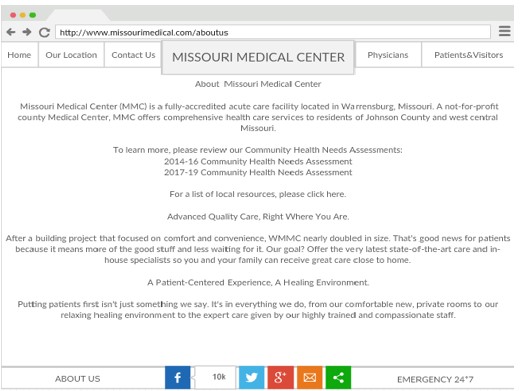 http://www.missourimedical.com/aboutus
Home
Our Location
Contact Us
MISSOURI MEDICAL CENTER
Physicians
Patients&Visitors
About Missouri Medical Center
Missouri Medical Center (MMC) is a fully-accredited acute care facility located in Warrensburg, Missouri. A not-for-profit
county Medical Center, MMC offers comprehensive health care services to residents of Johnson County and west central
Missouri.
To learn more, please review our Community Health Needs Assessments:
2014-16 Community Health Needs Assessment
2017-19 Community Health Needs Assessment
For a list of local resources, please click here.
Advanced Quality Care, Right Where You Are.
After a building project that focused on comfort and convenience, WMMC nearly doubled in size. That's good news for patients
because it means more of the good stuff and less waiting for it. Our goal? Offer the very latest state-of-the-art care and in-
house specialists so you and your family can receive great care close to home.
A Patient-Centered Experience, A Healing Environment.
Putting patients first isn't just something we say. It's in everything we do, from our comfortable new, private rooms to our
relaxing healing environment to the expert care given by our highly trained and compassionate staff.
ABOUT US
f
10k
g+
EMERGENCY 24*7